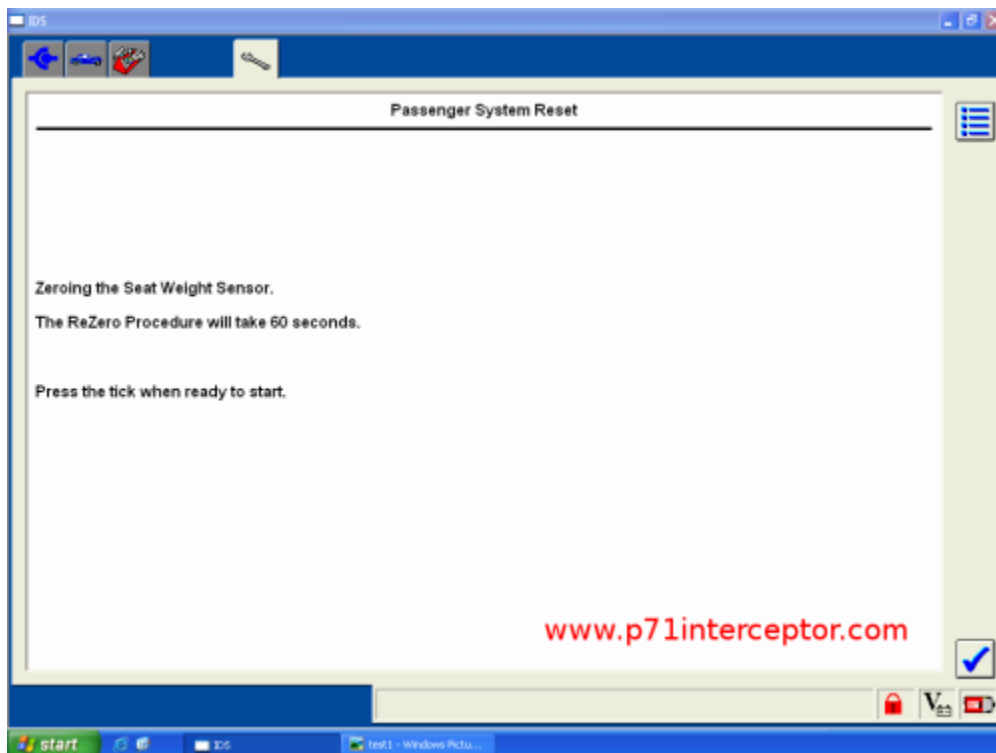 IDS
Passenger System Reset
Zeroing the Seat Weight Sensor.
The ReZero Procedure will take 60 seconds.
Press the tick when ready to start.
www.p71interceptor.com
V
start
IDS
test1 - Windows Pictu...